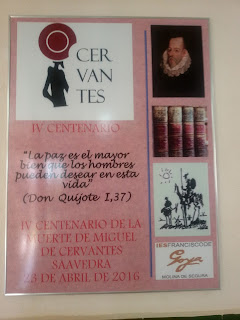 CER
VAN
TES
IV CENTENARIO
"La paz es el mayor
bien que los hombres
pueden desear en esta
vida"
(Don Quijote I,37)
IV CENTENARIO DE LA
MUERTE DE MIGUEL
DE CERVANTES
SAAVEDRA
23 DE ABRIL DE 2016
IES FRANCISCO DE
Goya
MOLINA DE SEGURA